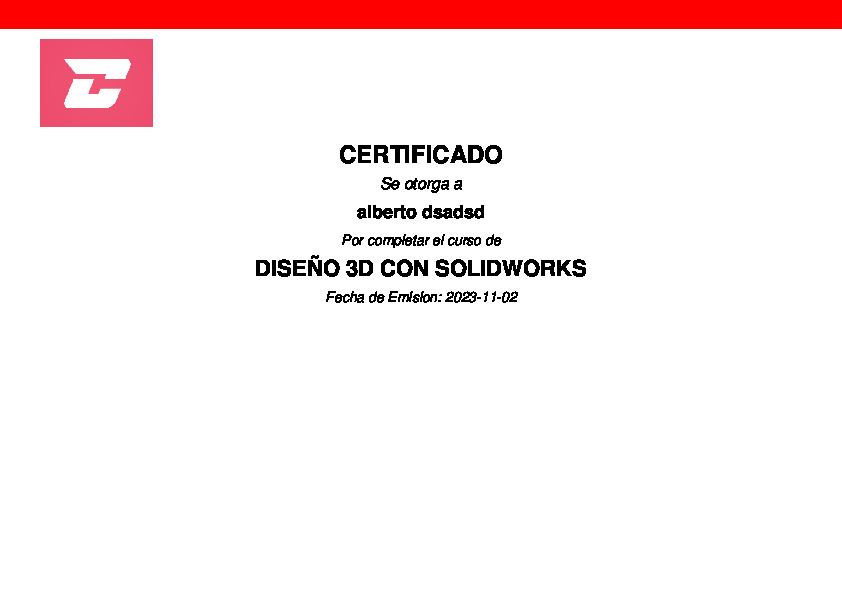 CERTIFICADO
Se otorga a
alberto dsadsd
Por completar el curso de
DISEÑO 3D CON SOLIDWORKS
Fecha de Emision: 2023-11-02